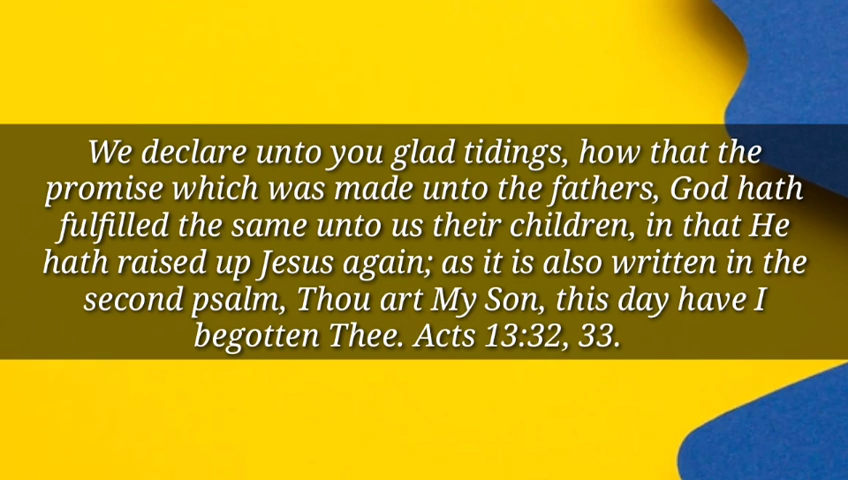 We declare unto you glad tidings, how that the
promise which was made unto the fathers, God hath
fulfilled the same unto us their children, in that He
hath raised up Jesus again; as it is also written in the
second psalm, Thou art My Son, this day have I
begotten Thee. Acts 13:32, 33.